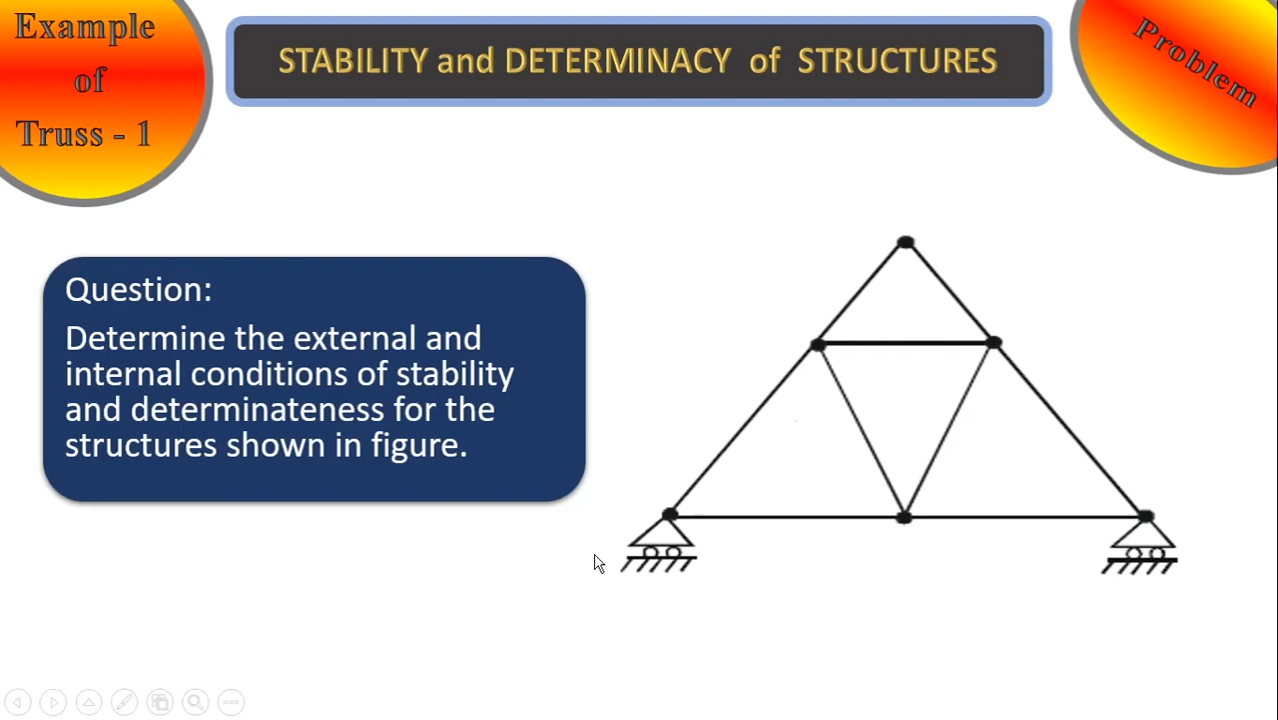 Example
of
Truss - 1
STABILITY and DETERMINACY of STRUCTURES
Problem
Question:
Determine the external and
internal conditions of stability
and determinateness for the
structures shown in figure.